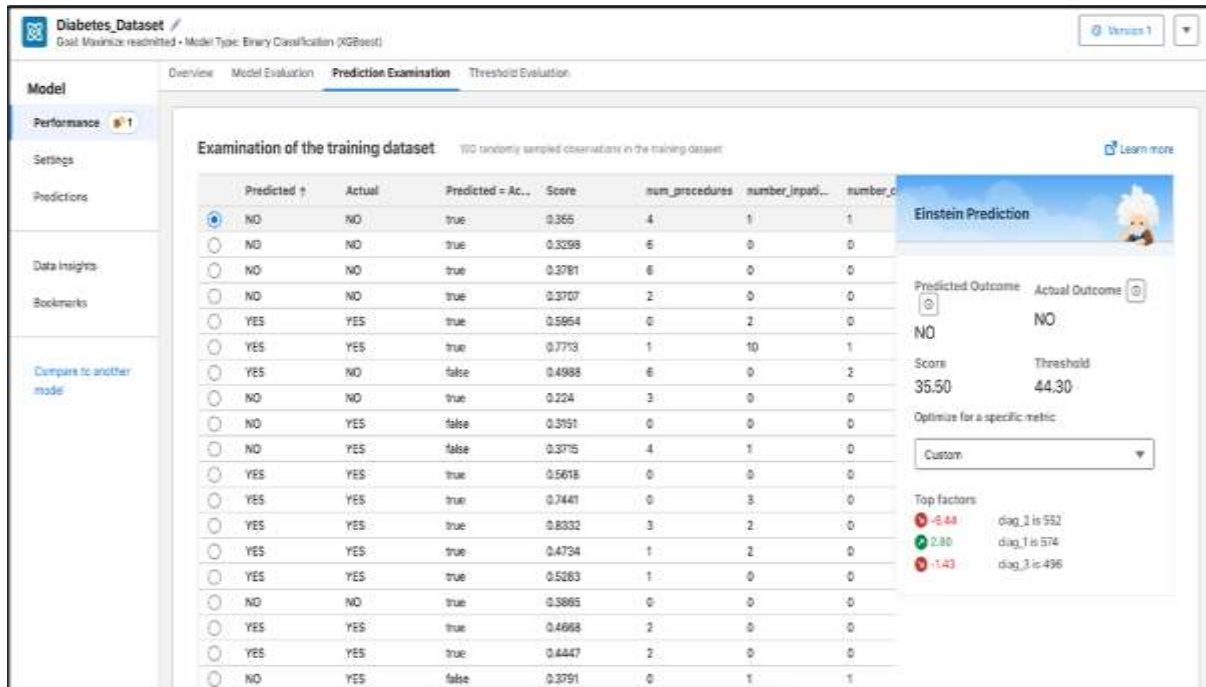 Diabetes_Dataset
Goal: Maximize readmitted • Model Type: Binary Classification (XGBoost)
Version 1
Model
Performance 1
Settings
Predictions
Data Insights
Bookmarks
Compare to another
model
Overview Model Evaluation Prediction Examination Threshold Evaluation
Examination of the training dataset 100 randomly sampled observations in the training dataset
Learn more
Predicted ↑ Actual Predicted = Ac... Score num_procedures number_inpati... number_
NO NO true 0.355 4 1 1
NO NO true 0.3298 6 0 0
NO NO true 0.3781 6 0 0
NO NO true 0.3707 2 0 0
YES YES true 0.5954 0 2 0
YES YES true 0.7713 1 10 1
YES NO false 0.4988 6 0 2
NO NO true 0.224 3 0 0
NO YES false 0.3151 0 0 0
NO YES false 0.3715 4 1 0
YES YES true 0.5618 0 0 0
YES YES true 0.7441 0 3 0
YES YES true 0.8332 3 2 0
YES YES true 0.4734 1 2 0
YES YES true 0.5283 1 0 0
NO NO true 0.3865 0 0 0
YES YES true 0.4668 2 0 0
YES YES true 0.4447 2 0 0
NO YES false 0.3791 0 1 1
Einstein Prediction
Predicted Outcome Actual Outcome
NO NO
Score Threshold
35.50 44.30
Optimize for a specific metric
Custom
Top factors
diag_2 is 552
2.80 diag_1 is 574
-1.43 diag_3 is 496